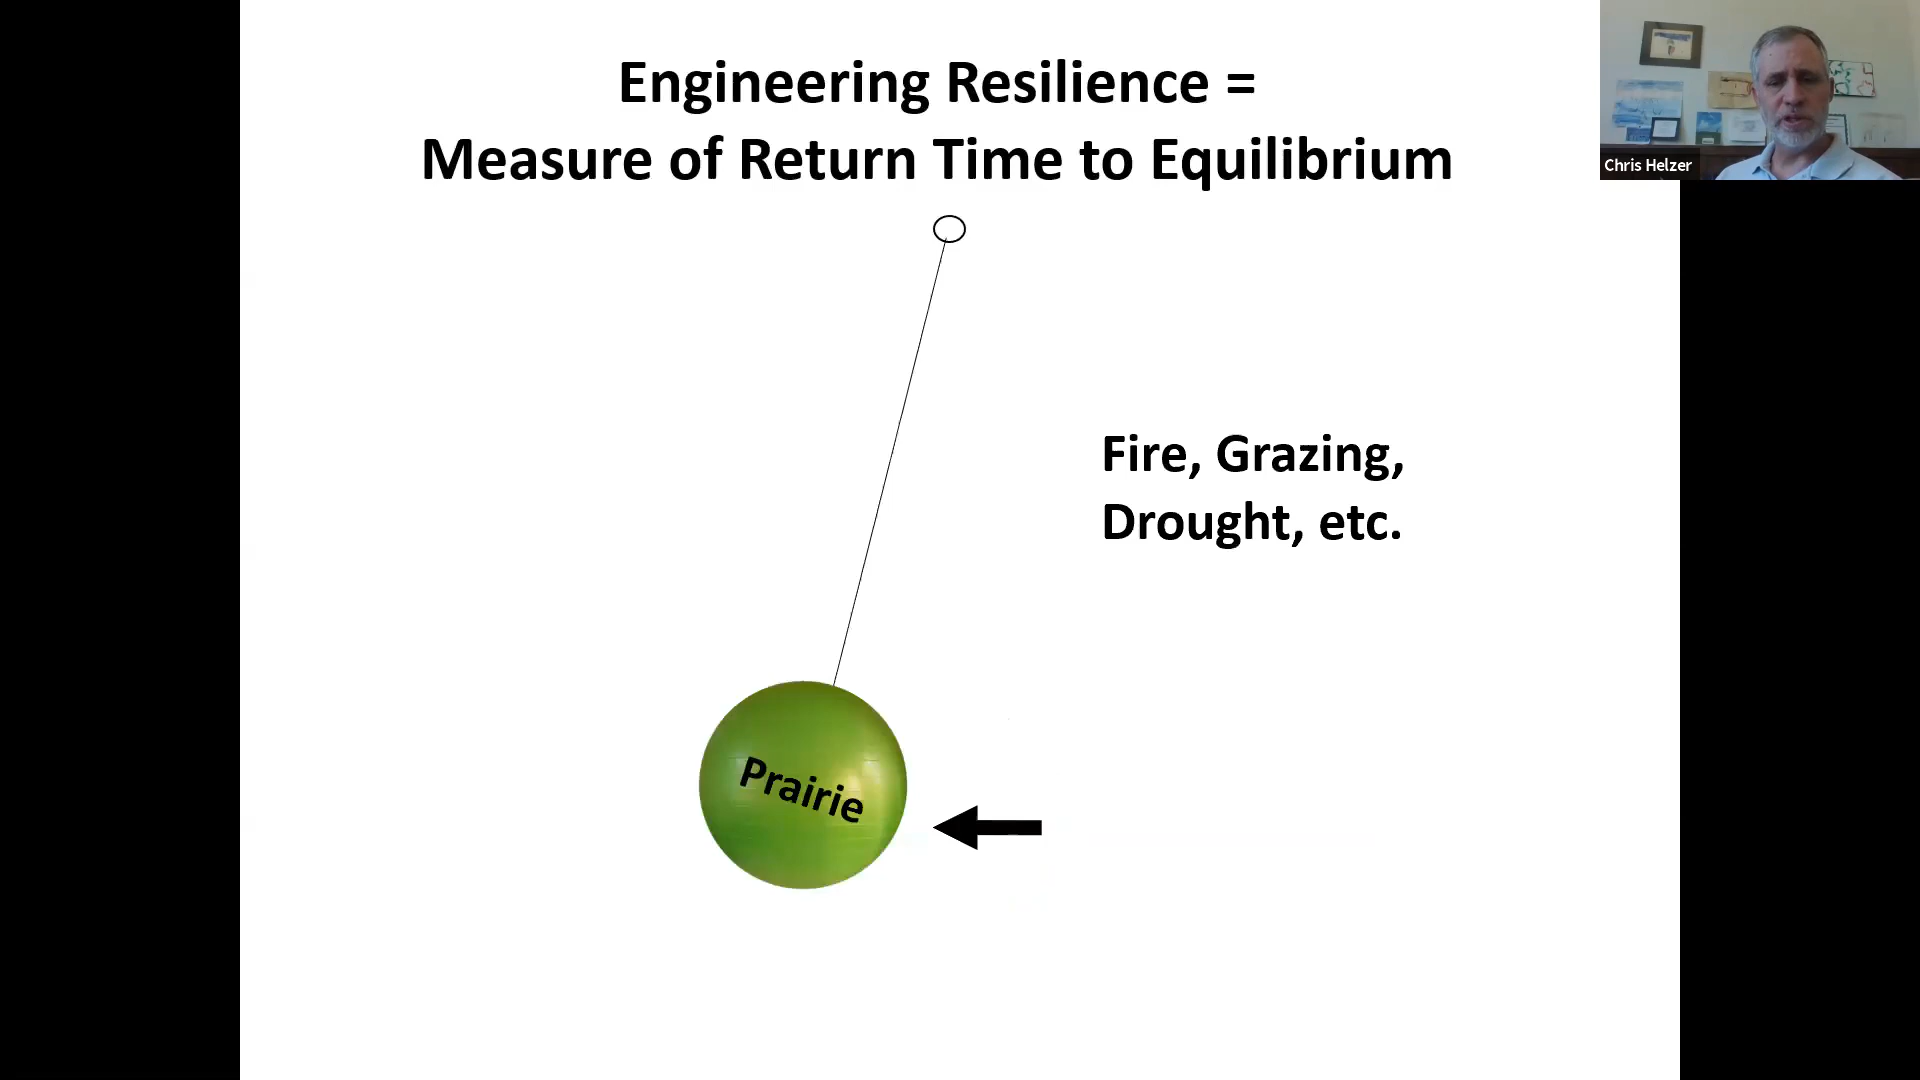 Engineering Resilience =
Measure of Return Time to Equilibrium
Chris Helzer
Fire, Grazing,
Drought, etc.
Prairie